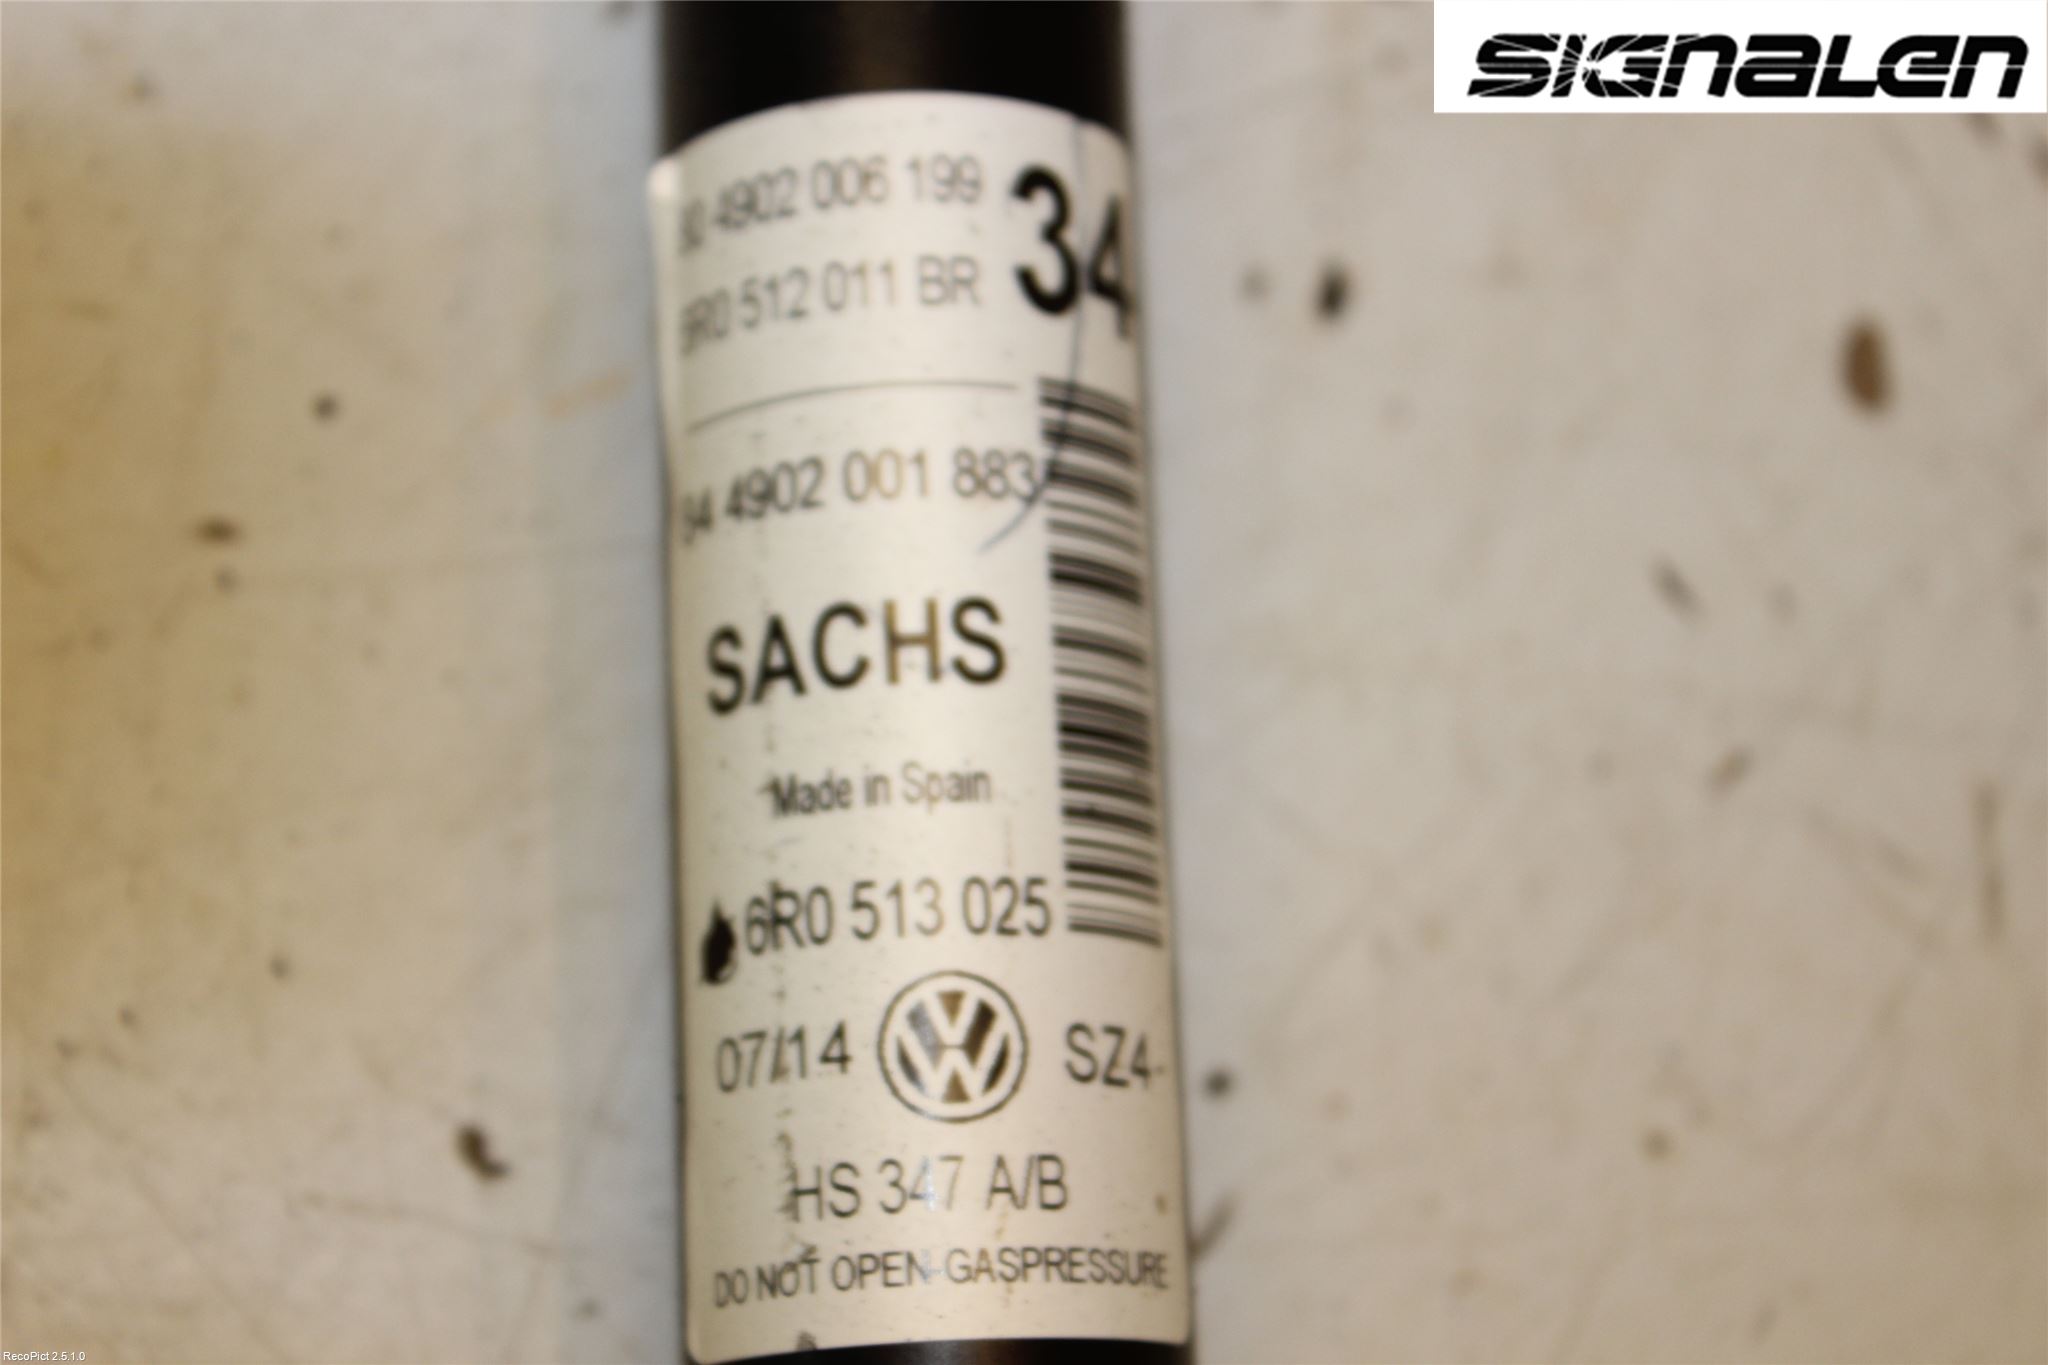 SIGNALEN
4902 006 199
34
6R0 512 011 BR
4902 001 883
SACHS
Made in Spain
6R0 513 025
07/14
SZ4-
HS 347 A/B
DO NOT OPEN-GASPRESSURE
RecoPict 2.5.1.0